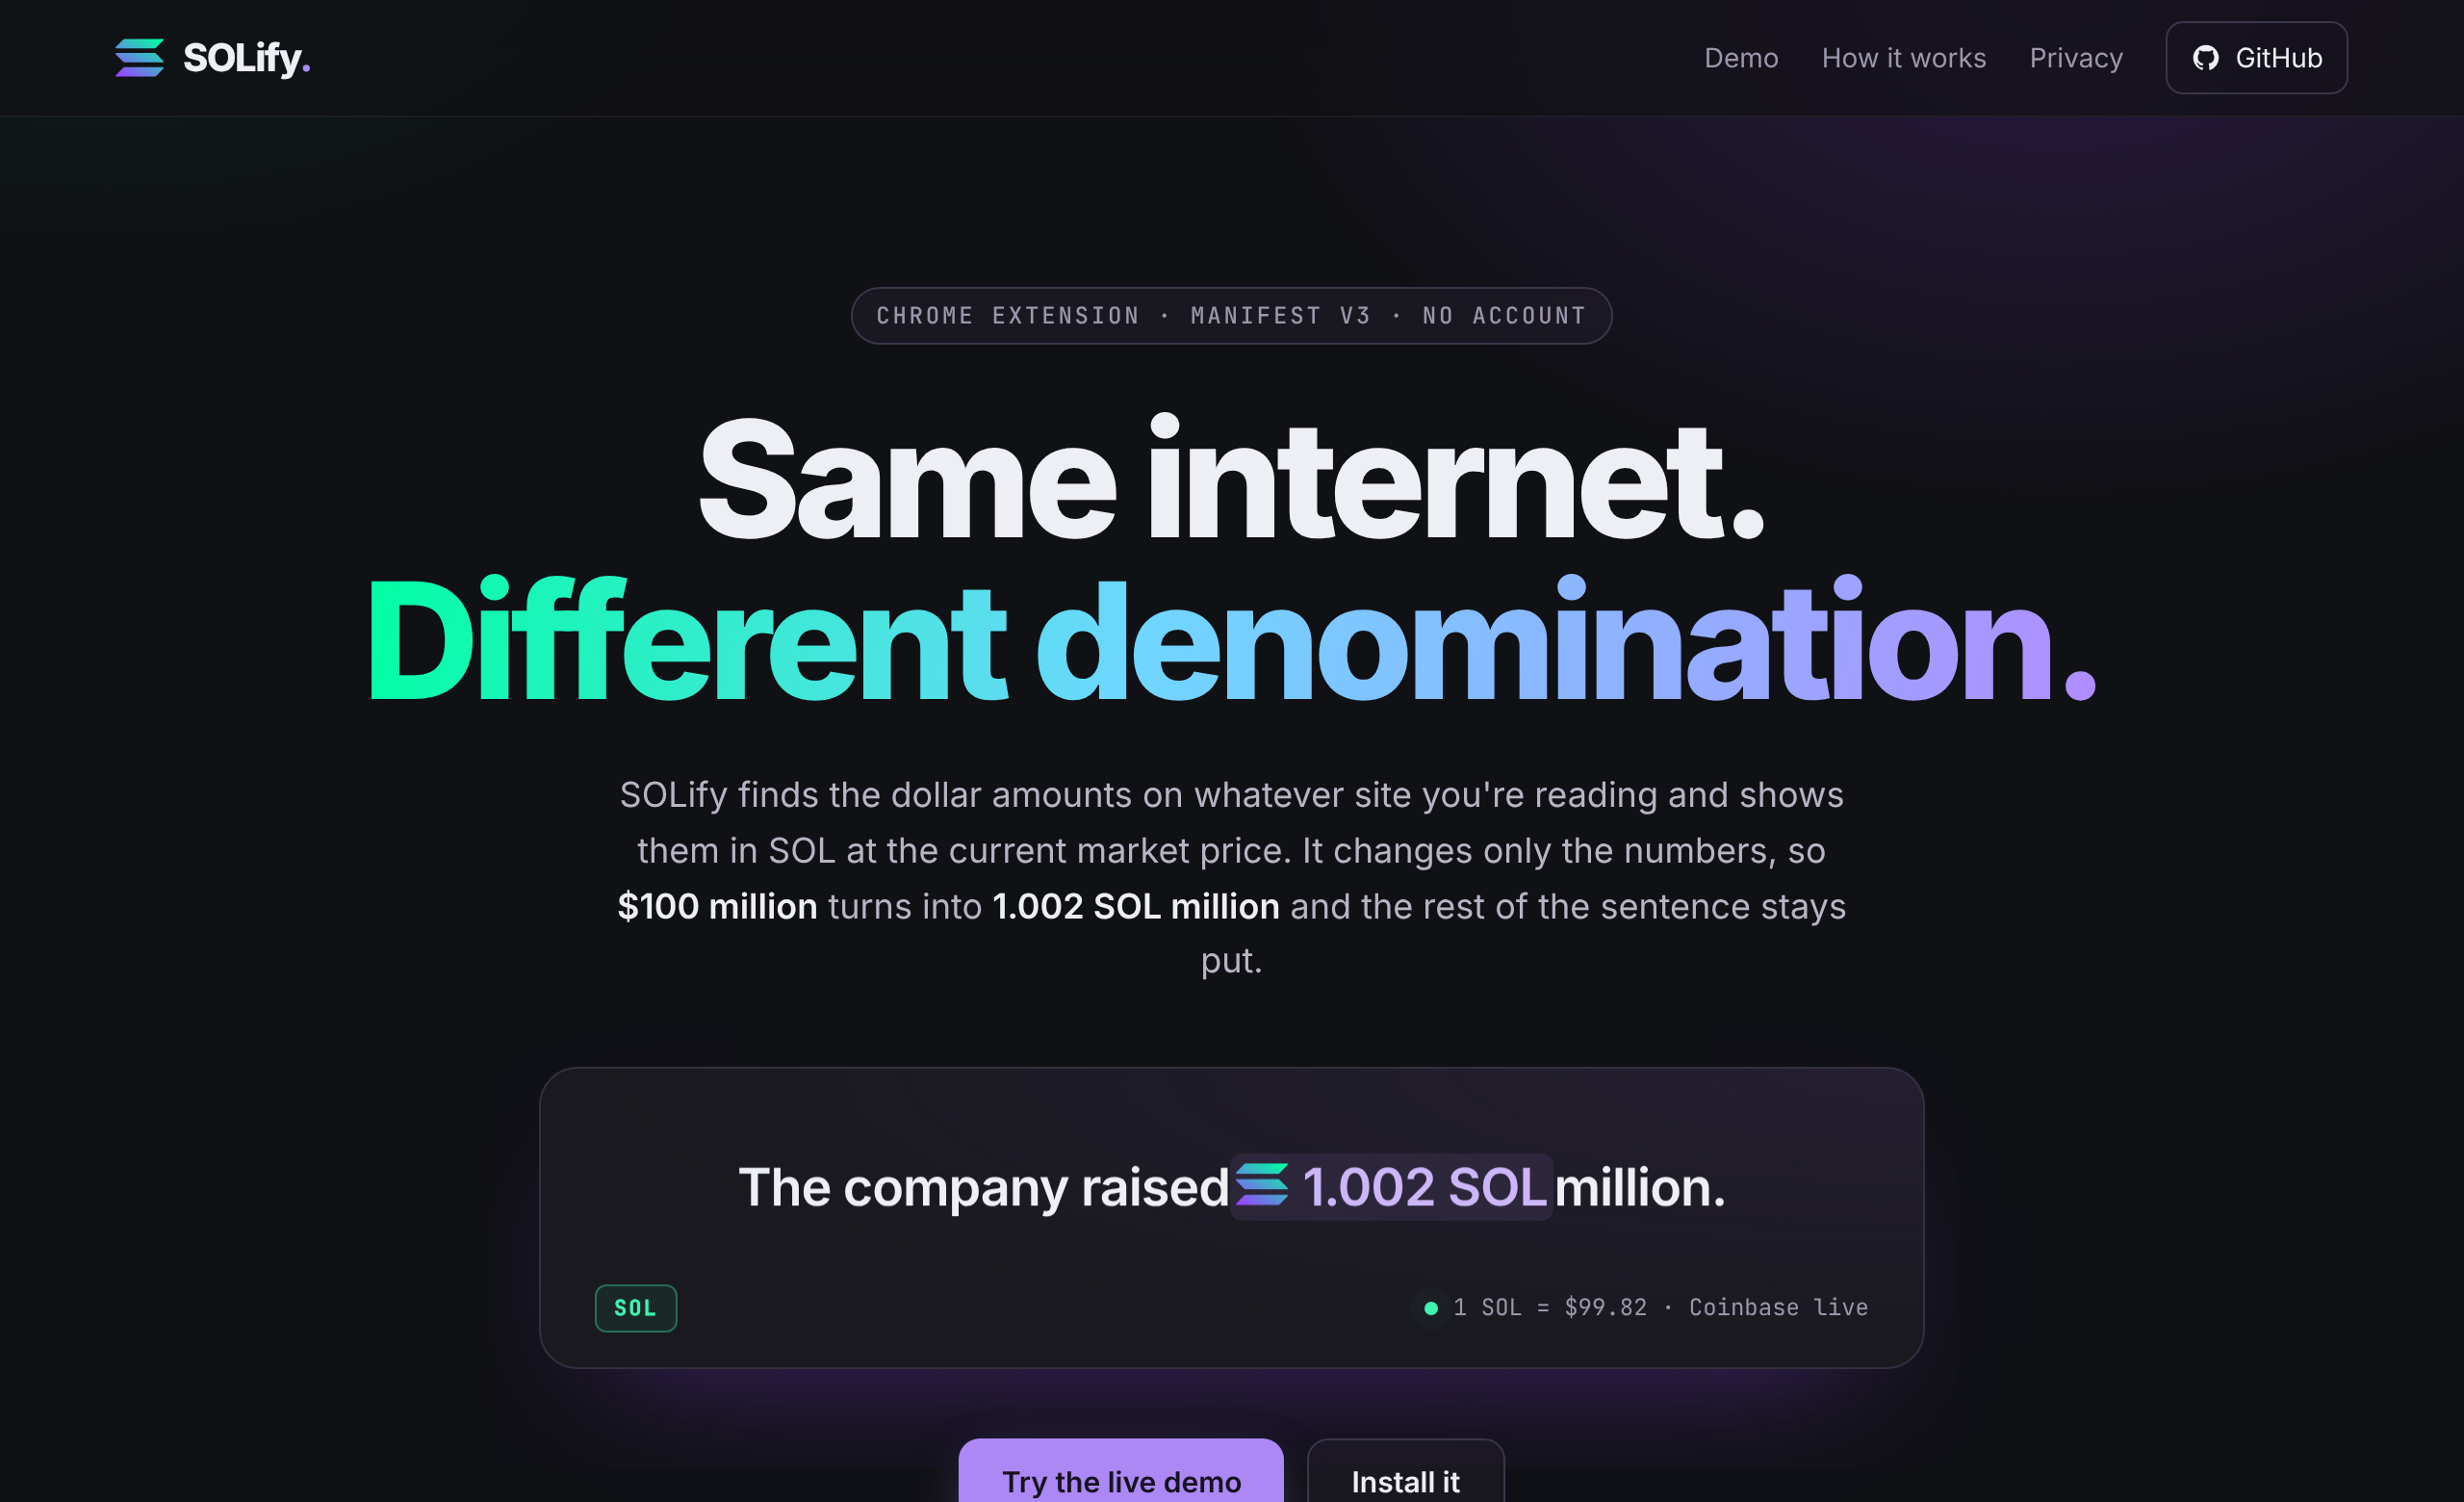 SOLify.
Demo
How it works
Privacy
GitHub
CHROME EXTENSION · MANIFEST V3 · NO ACCOUNT
Same internet.
Different denomination.
SOLify finds the dollar amounts on whatever site you're reading and shows
them in SOL at the current market price. It changes only the numbers, so
$100 million turns into 1.002 SOL million and the rest of the sentence stays
put.
The company raised 1.002 SOL million.
SOL
1 SOL = $99.82 · Coinbase live
Try the live demo
Install it